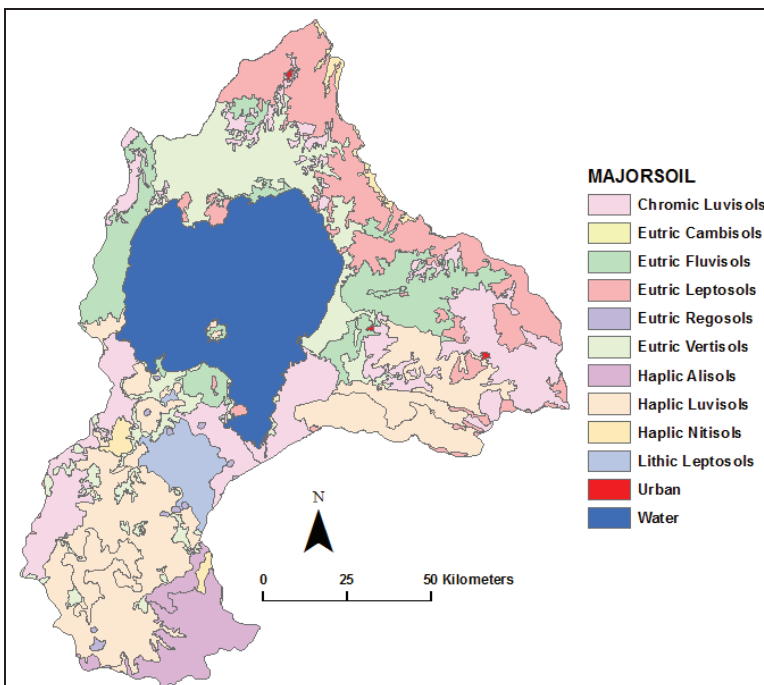 MAJORSOIL
Chromic Luvisols
Eutric Cambisols
Eutric Fluvisols
Eutric Leptosols
Eutric Regosols
Eutric Vertisols
Haplic Alisols
Haplic Luvisols
Haplic Nitisols
Lithic Leptosols
Urban
Water
N
0 25 50 Kilometers